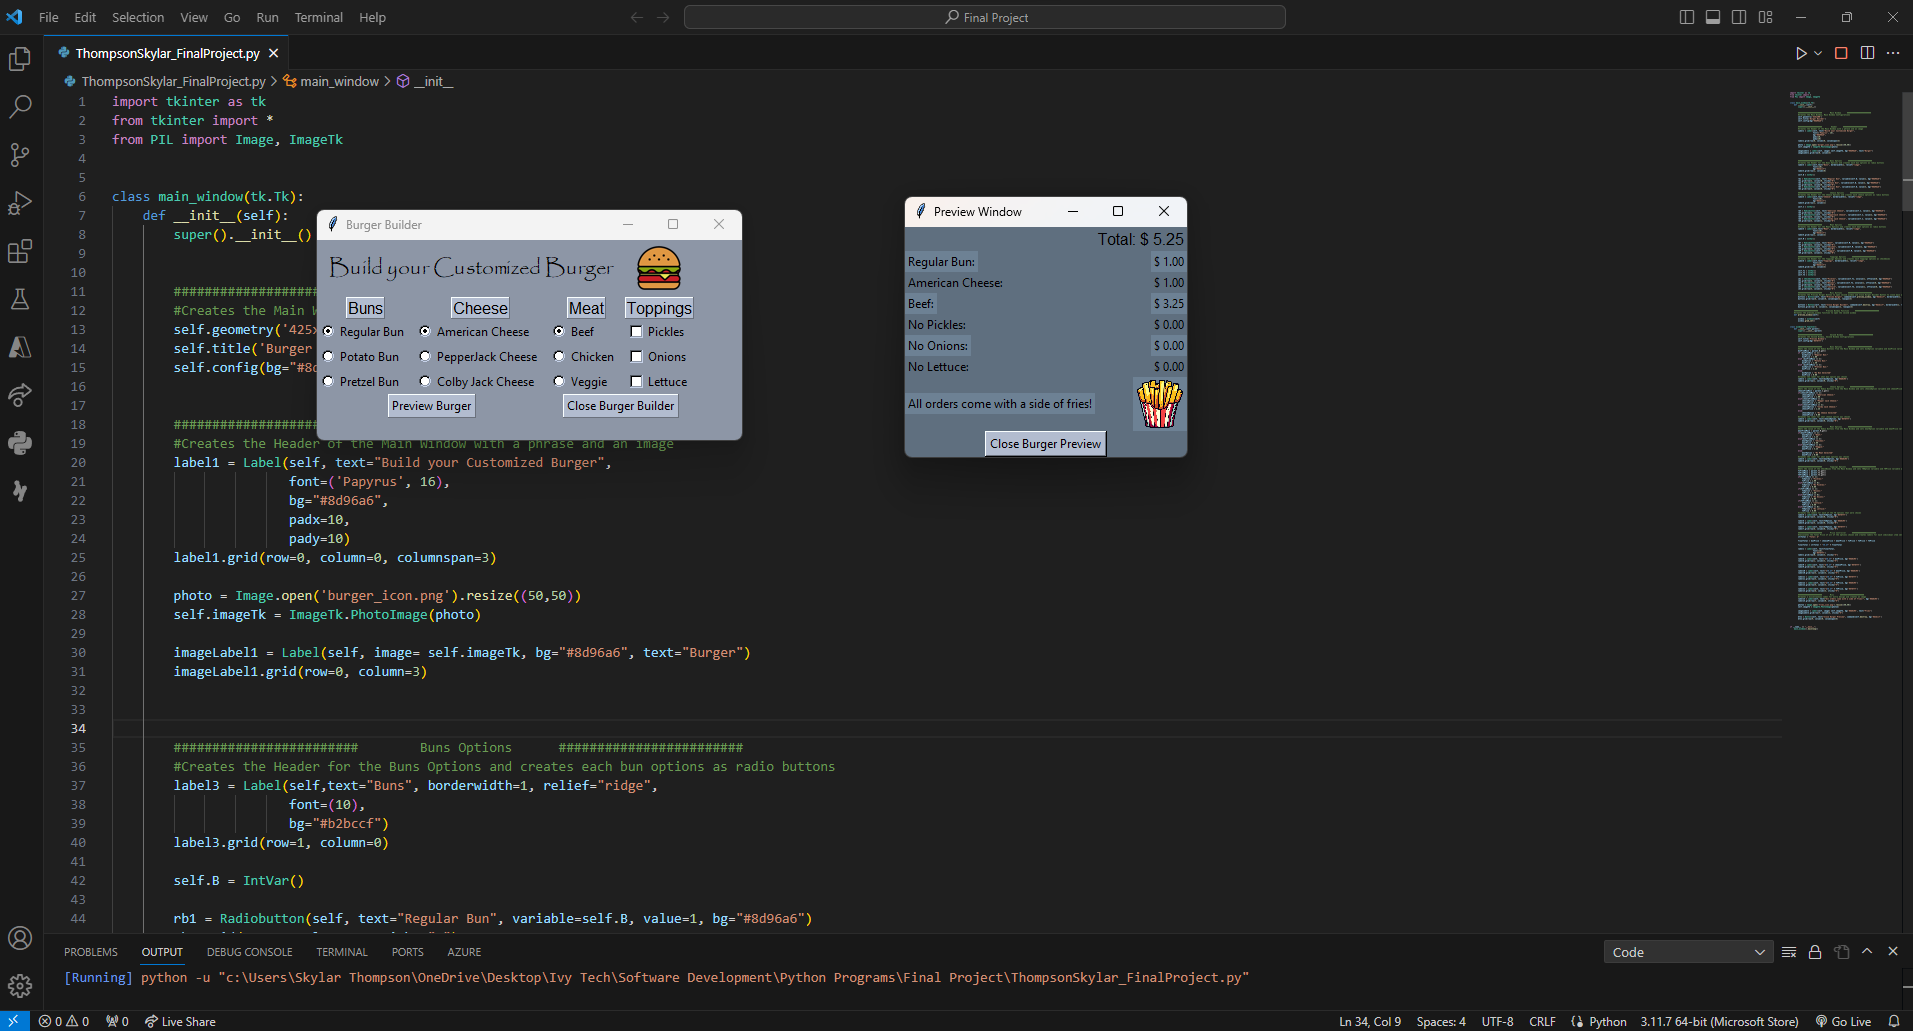 File Edit Selection View Go Run Terminal Help
Final Project
ThompsonSkylar_FinalProject.py
ThompsonSkylar_FinalProject.py > main_window > __init__
1 import tkinter as tk
2 from tkinter import *
3 from PIL import Image, ImageTk
4
5
6 class main_window(tk.Tk):
7 def __init__(self):
8 super().__init__()
9
10
11 ###################
12 #Creates the Main W
13 self.geometry('425x
14 self.title('Burger
15 self.config(bg="#8d
16
17
18 ###################
19 #Creates the Header of the Main Window with a phrase and an image
20 label1 = Label(self, text="Build your Customized Burger",
21 font=('Papyrus', 16),
22 bg="#8d96a6",
23 padx=10,
24 pady=10)
25 label1.grid(row=0, column=0, columnspan=3)
26
27 photo = Image.open('burger_icon.png').resize((50,50))
28 self.imageTk = ImageTk.PhotoImage(photo)
29
30 imageLabel1 = Label(self, image= self.imageTk, bg="#8d96a6", text="Burger")
31 imageLabel1.grid(row=0, column=3)
32
33
34
35 ######################## Buns Options ########################
36 #Creates the Header for the Buns Options and creates each bun options as radio buttons
37 label3 = Label(self,text="Buns", borderwidth=1, relief="ridge",
38 font=(10),
39 bg="#b2bccf")
40 label3.grid(row=1, column=0)
41
42 self.B = IntVar()
43
44 rb1 = Radiobutton(self, text="Regular Bun", variable=self.B, value=1, bg="#8d96a6")
Burger Builder
Build your Customized Burger
Buns Cheese Meat Toppings
Regular Bun American Cheese Beef Pickles
Potato Bun PepperJack Cheese Chicken Onions
Pretzel Bun Colby Jack Cheese Veggie Lettuce
Preview Burger Close Burger Builder
Preview Window
Total: $ 5.25
Regular Bun: $ 1.00
American Cheese: $ 1.00
Beef: $ 3.25
No Pickles: $ 0.00
No Onions: $ 0.00
No Lettuce: $ 0.00
All orders come with a side of fries!
Close Burger Preview
PROBLEMS OUTPUT DEBUG CONSOLE TERMINAL PORTS AZURE
Code
[Running] python -u "c:\Users\Skylar Thompson\OneDrive\Desktop\Ivy Tech\Software Development\Python Programs\Final Project\ThompsonSkylar_FinalProject.py"
0 0 0 Live Share
Ln 34, Col 9 Spaces: 4 UTF-8 CRLF Python 3.11.7 64-bit (Microsoft Store) Go Live